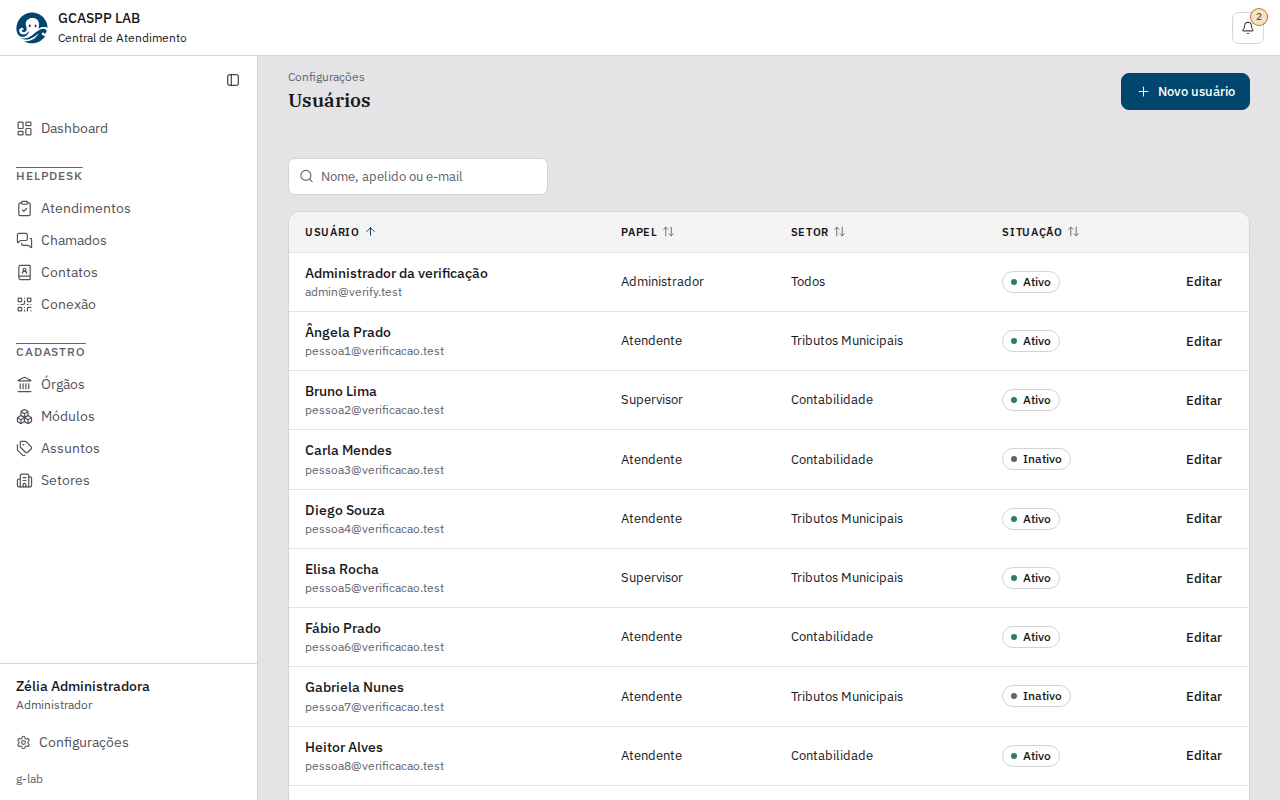 GCASPP LAB
Central de Atendimento
2
Dashboard
HELPDESK
Atendimentos
Chamados
Contatos
Conexão
CADASTRO
Órgãos
Módulos
Assuntos
Setores
Zélia Administradora
Administrador
Configurações
g-lab
Configurações
Usuários
Novo usuário
Nome, apelido ou e-mail
USUÁRIO PAPEL SETOR SITUAÇÃO
Administrador da verificação
admin@verify.test
Administrador Todos Ativo Editar
Ângela Prado
pessoa1@verificacao.test
Atendente Tributos Municipais Ativo Editar
Bruno Lima
pessoa2@verificacao.test
Supervisor Contabilidade Ativo Editar
Carla Mendes
pessoa3@verificacao.test
Atendente Contabilidade Inativo Editar
Diego Souza
pessoa4@verificacao.test
Atendente Tributos Municipais Ativo Editar
Elisa Rocha
pessoa5@verificacao.test
Supervisor Tributos Municipais Ativo Editar
Fábio Prado
pessoa6@verificacao.test
Atendente Contabilidade Ativo Editar
Gabriela Nunes
pessoa7@verificacao.test
Atendente Tributos Municipais Inativo Editar
Heitor Alves
pessoa8@verificacao.test
Atendente Contabilidade Ativo Editar